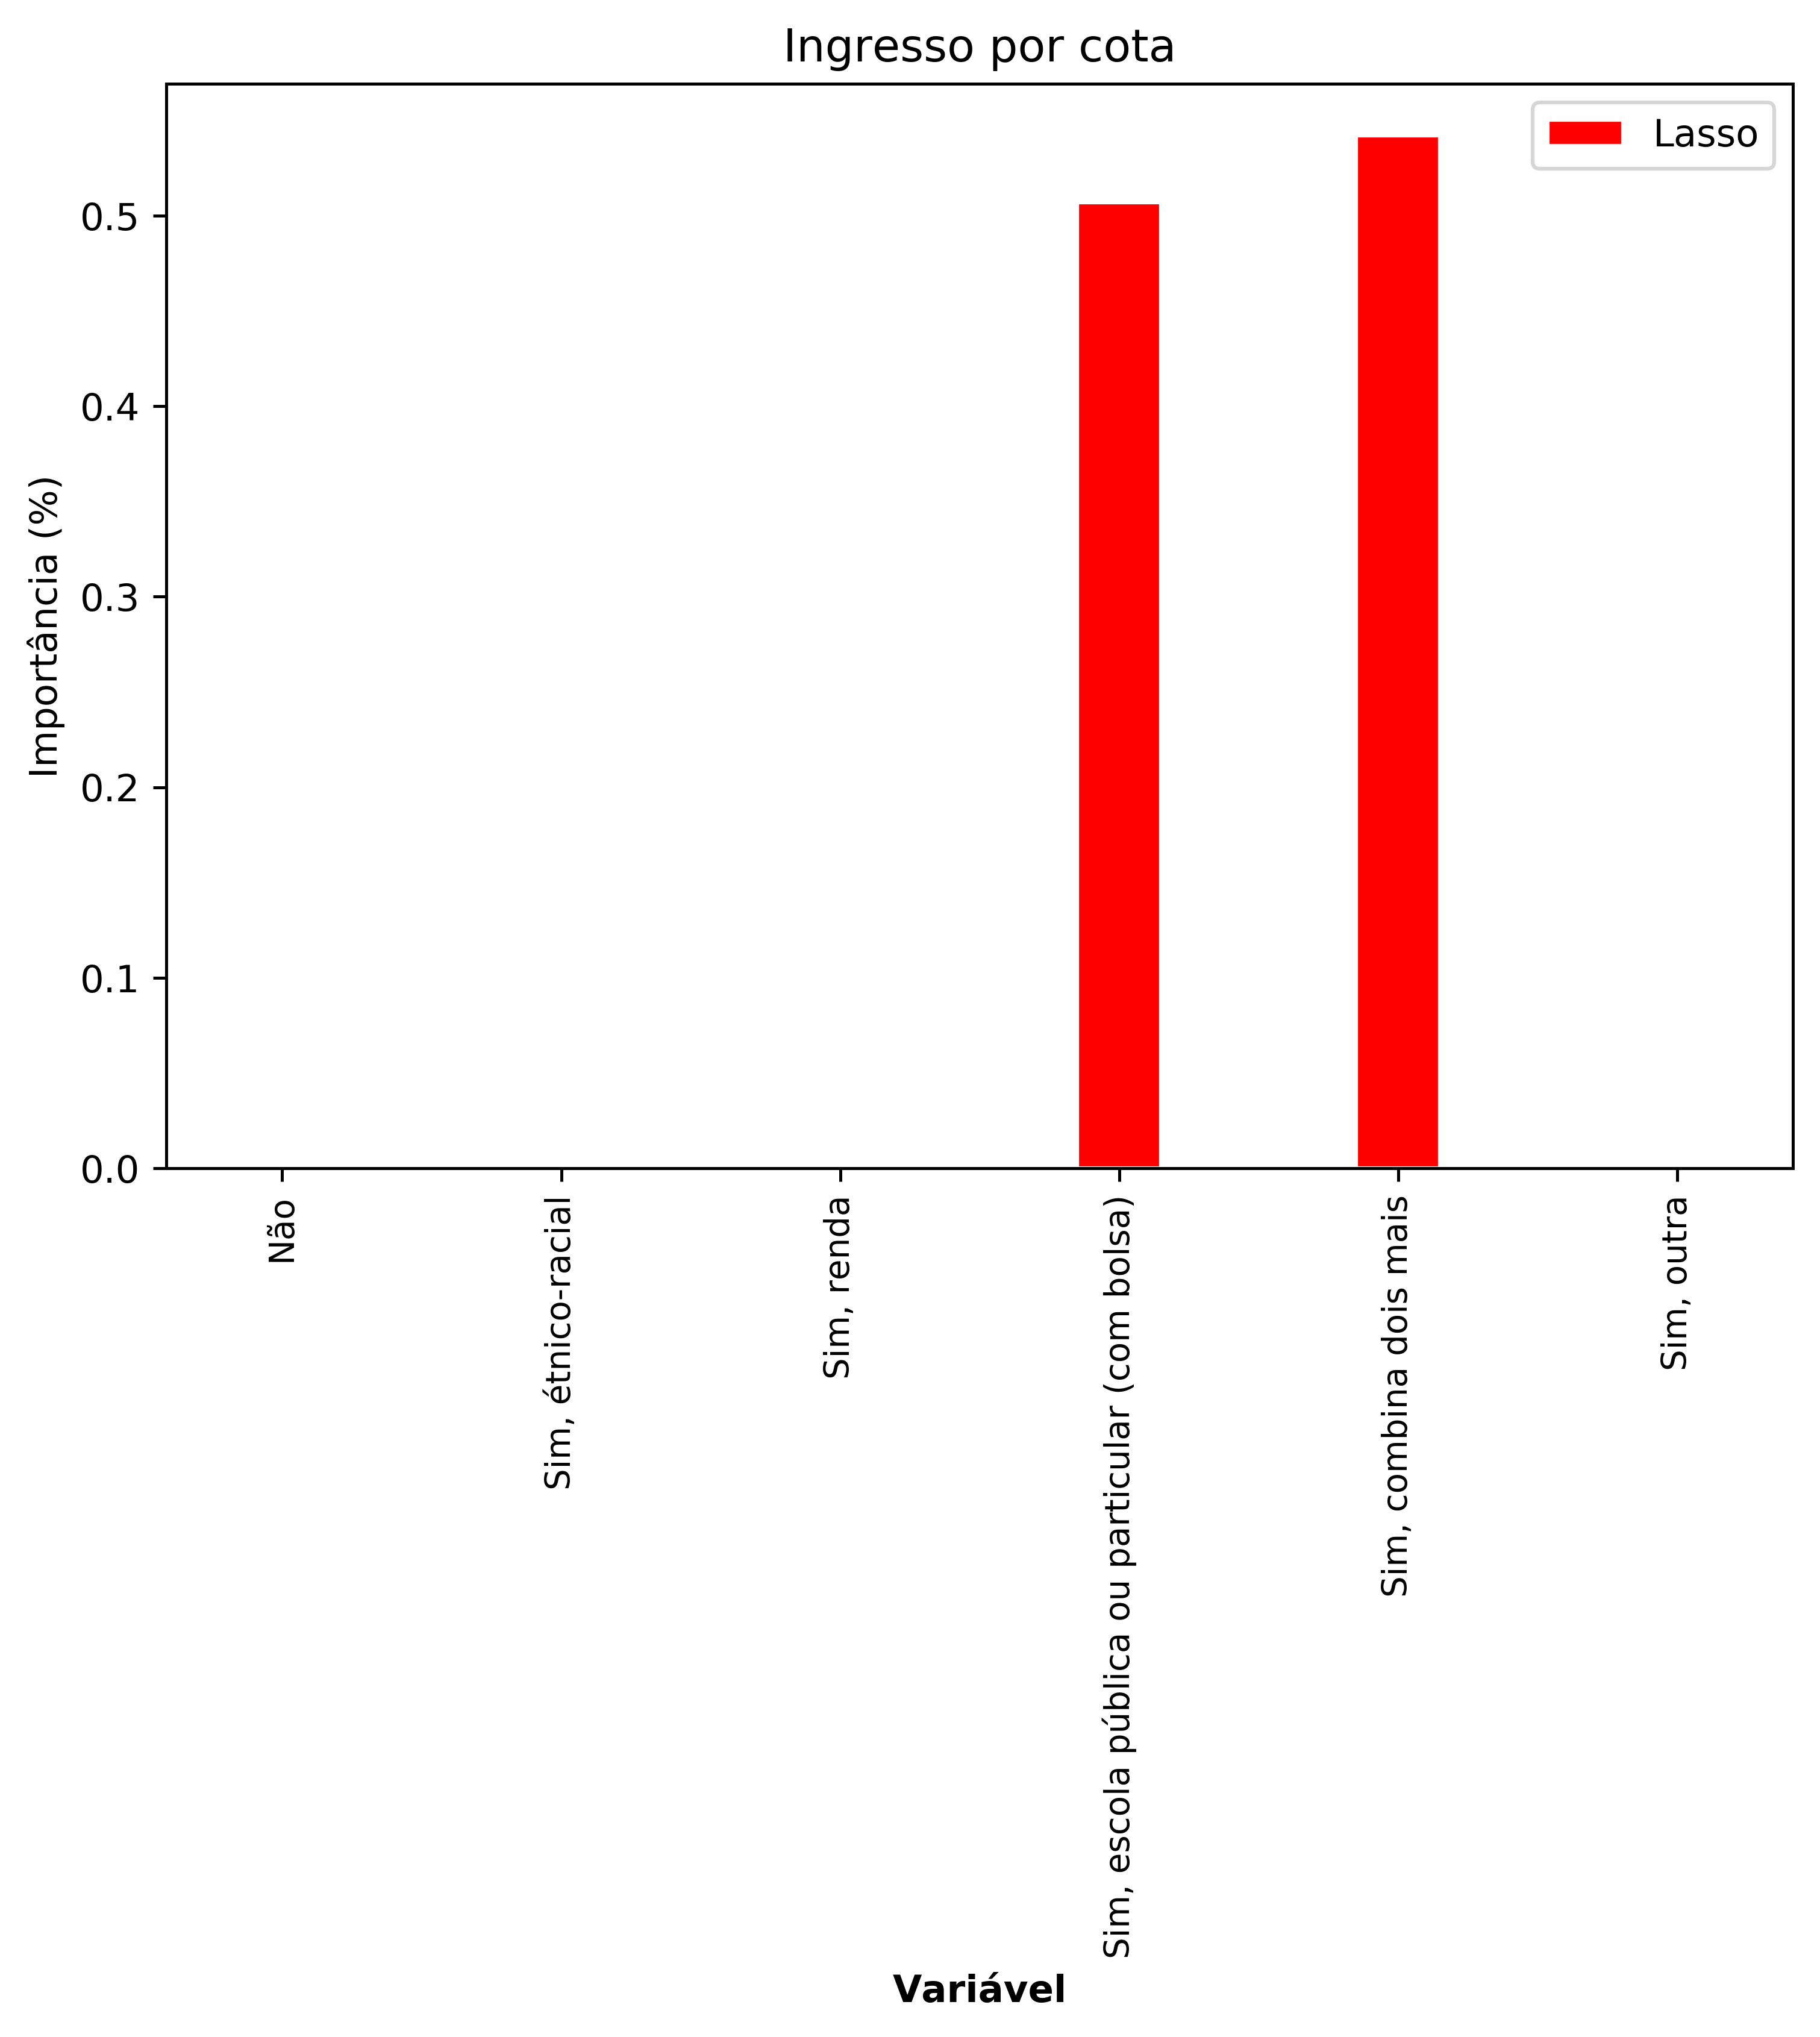 Ingresso por cota
Lasso
Importância (%)
0.5
0.4
0.3
0.2
0.1
0.0
Não
Sim, étnico-racial
Sim, renda
Sim, escola pública ou particular (com bolsa)
Sim, combina dois mais
Sim, outra
Variável